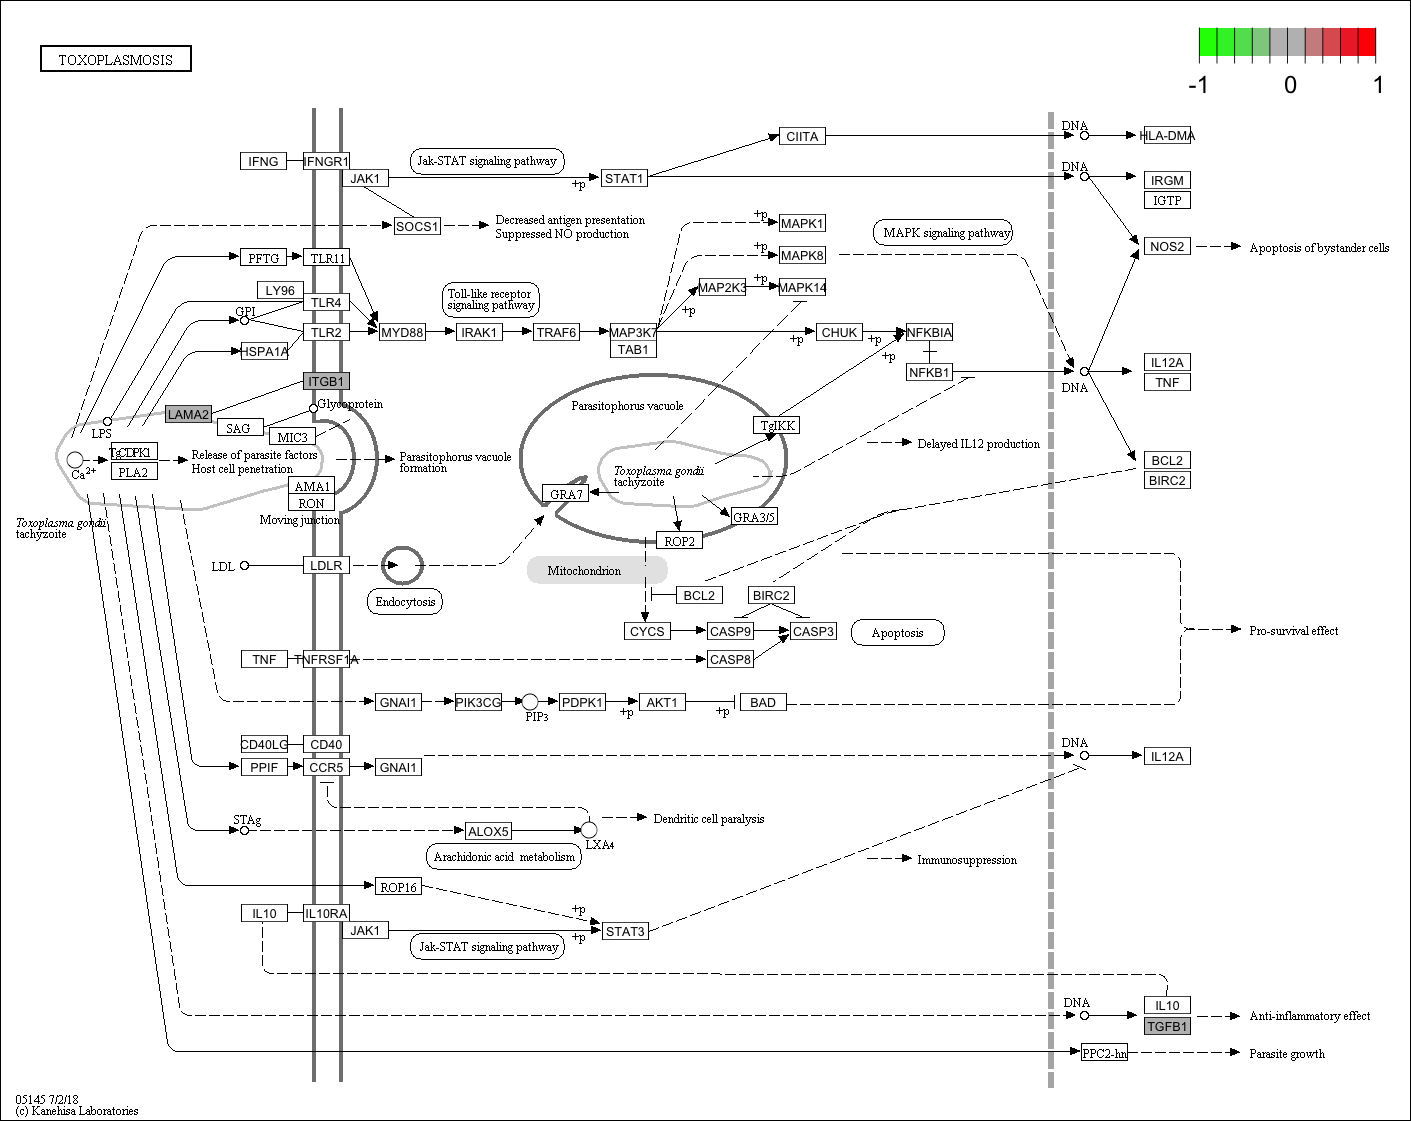 TOXOPLASMOSIS
-1
0
1
DNA
CIITA
HLA-DMA
IFNG
IFNGR1
Jak-STAT signaling pathway
JAK1
+p
STAT1
DNA
IRGM
IGTP
SOCS1
Decreased antigen presentation
Suppressed NO production
+p
MAPK1
MAPK signaling pathway
NOS2
Apoptosis of bystander cells
PFTG
TLR11
+p
MAPK8
LY96
TLR4
Toll-like receptor
signaling pathway
MAP2K3
+p
MAPK14
+p
GPI
TLR2
MYD88
IRAK1
TRAF6
MAP3K7
TAB1
+p
CHUK
+p
NFKBIA
+p
HSPA1A
NFKB1
DNA
IL12A
TNF
ITGB1
LAMA2
Glycoprotein
SAG
MIC3
LPS
Parasitophorus vacuole
TgIKK
Delayed IL12 production
TgCDPK1
PLA2
Ca2+
Release of parasite factors
Host cell penetration
Parasitophorus vacuole
formation
Toxoplasma gondii
tachyzoite
BCL2
BIRC2
AMA1
RON
Moving junction
GRA7
GRA3/5
ROP2
Toxoplasma gondii
tachyzoite
LDL
LDLR
Endocytosis
Mitochondrion
BCL2
BIRC2
CYCS
CASP9
CASP3
Apoptosis
Pro-survival effect
TNF
TNFRSF1A
CASP8
GNAI1
PIK3CG
PIP3
PDPK1
+p
AKT1
+p
BAD
CD40LG
CD40
PPIF
CCR5
GNAI1
DNA
IL12A
STAg
ALOX5
LXA4
Dendritic cell paralysis
Arachidonic acid metabolism
Immunosuppression
ROP16
IL10
IL10RA
JAK1
+p
+p
STAT3
Jak-STAT signaling pathway
DNA
IL10
TGFB1
Anti-inflammatory effect
PPC2-hn
Parasite growth
05145 7/2/18
(c) Kanehisa Laboratories